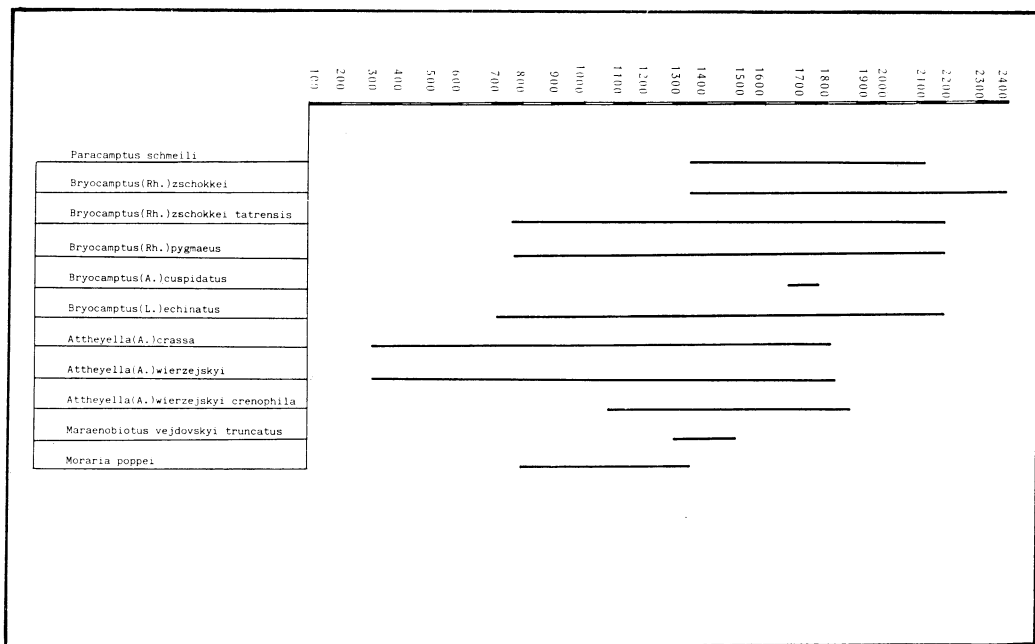 100 200 300 400 500 600 700 800 900 1000 1100 1200 1300 1400 1500 1600 1700 1800 1900 2000 2100 2200 2300 2400
Paracamptus schmeili
Bryocamptus(Rh.)zschokkei
Bryocamptus(Rh.)zschokkei tatrensis
Bryocamptus(Rh.)pygmaeus
Bryocamptus(A.)cuspidatus
Bryocamptus(L.)echinatus
Attheyella(A.)crassa
Attheyella(A.)wierzejskyi
Attheyella(A.)wierzejskyi crenophila
Maraenobiotus vejdovskyi truncatus
Moraria poppei